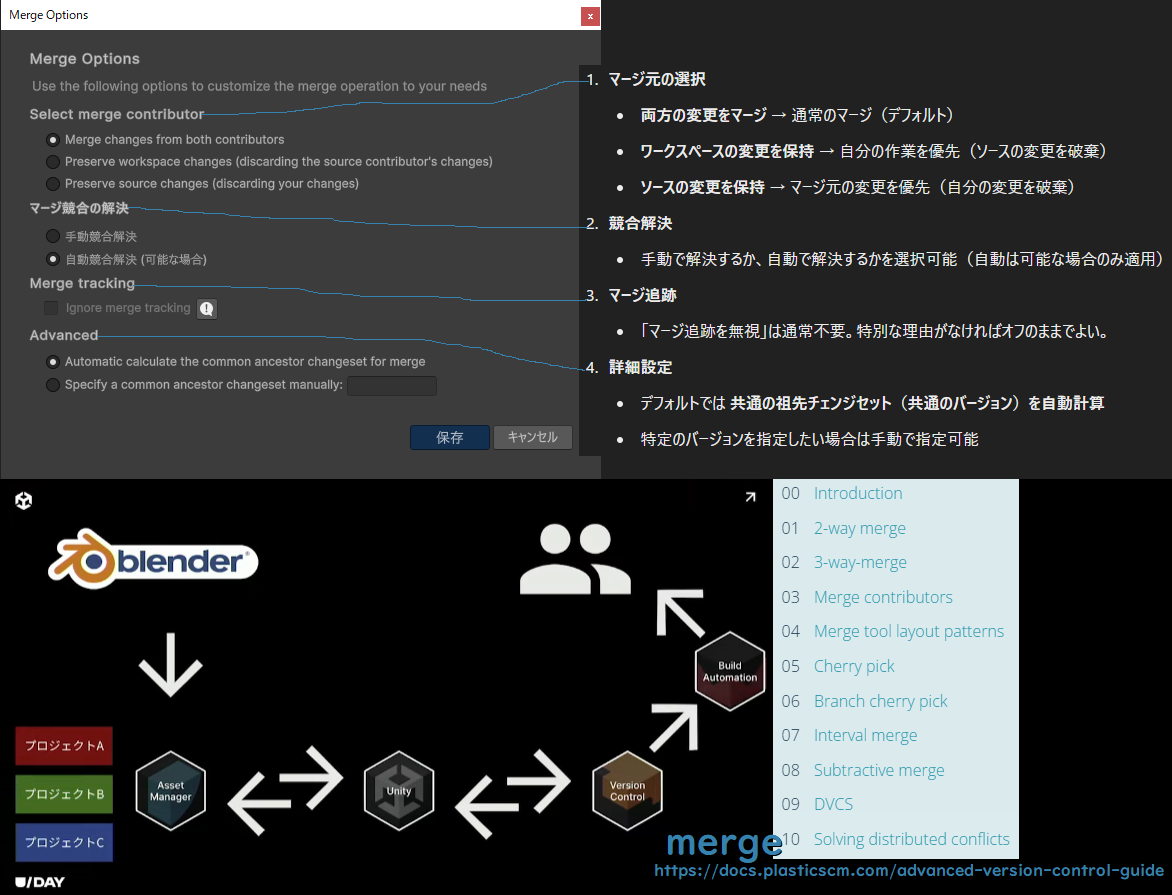 Merge Options
x
Merge Options
Use the following options to customize the merge operation to your needs
Select merge contributor
Merge changes from both contributors
Preserve workspace changes (discarding the source contributor's changes)
Preserve source changes (discarding your changes)
マージ競合の解決
手動競合解決
自動競合解決 (可能な場合)
Merge tracking
Ignore merge tracking
Advanced
Automatic calculate the common ancestor changeset for merge
Specify a common ancestor changeset manually:
保存 キャンセル
1. マージ元の選択
• 両方の変更をマージ → 通常のマージ（デフォルト）
• ワークスペースの変更を保持 → 自分の作業を優先（ソースの変更を破棄）
• ソースの変更を保持 → マージ元の変更を優先（自分の変更を破棄）
2. 競合解決
• 手動で解決するか、自動で解決するかを選択可能（自動は可能な場合のみ適用）
3. マージ追跡
• 「マージ追跡を無視」は通常不要。特別な理由がなければオフのままでよい。
4. 詳細設定
• デフォルトでは 共通の祖先チェンジセット（共通のバージョン）を自動計算
• 特定のバージョンを指定したい場合は手動で指定可能
blender®
プロジェクトA
プロジェクトB
プロジェクトC
Asset
Manager
Unity
Version
Control
Build
Automation
U/DAY
00 Introduction
01 2-way merge
02 3-way-merge
03 Merge contributors
04 Merge tool layout patterns
05 Cherry pick
06 Branch cherry pick
07 Interval merge
08 Subtractive merge
09 DVCS
10 Solving distributed conflicts
merge
https://docs.plasticscm.com/advanced-version-control-guide